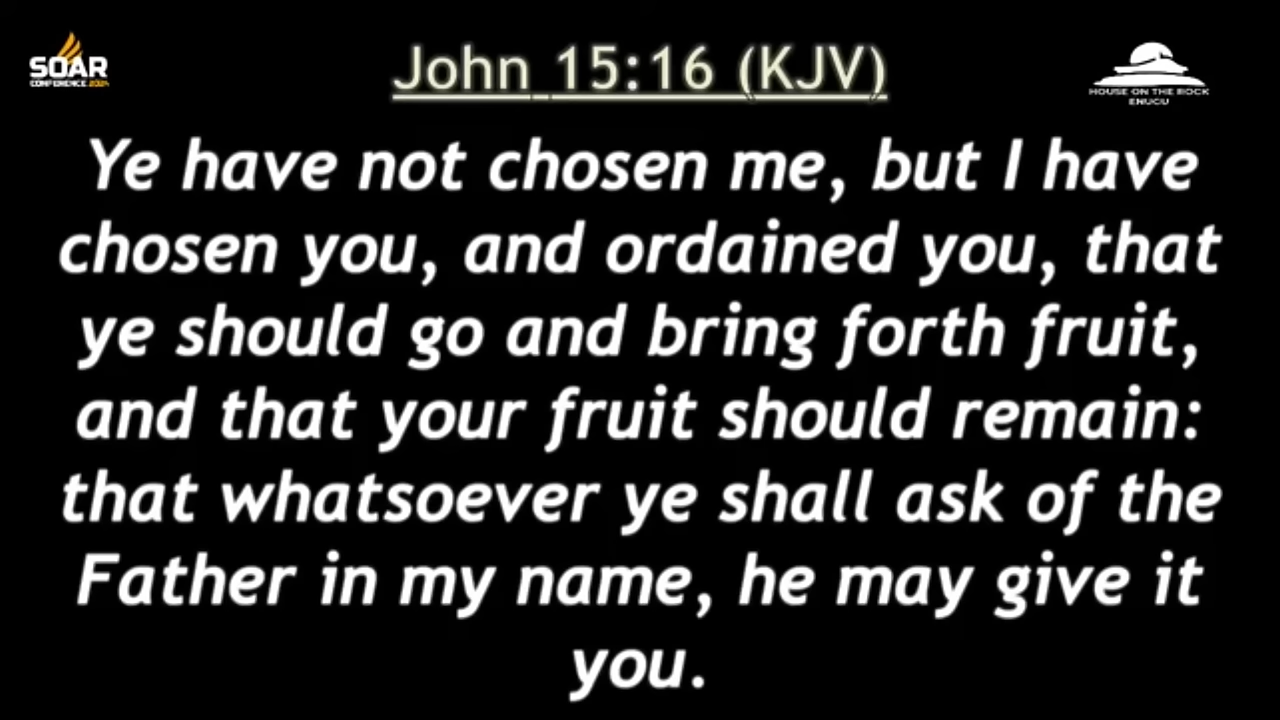 SOAR
CONFERENCE 2024
John 15:16 (KJV)
HOUSE ON THE ROCK
ENUGU
Ye have not chosen me, but I have
chosen you, and ordained you, that
ye should go and bring forth fruit,
and that your fruit should remain:
that whatsoever ye shall ask of the
Father in my name, he may give it
you.